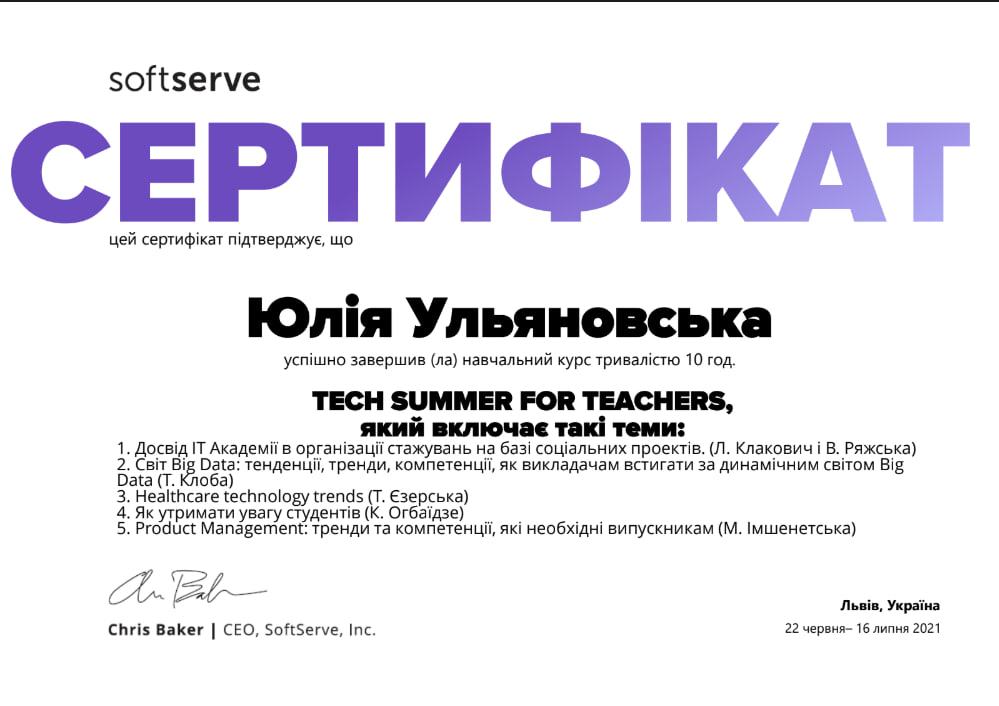 softserve
СЕРТИФІКАТ
цей сертифікат підтверджує, що
Юлія Ульяновська
успішно завершив (ла) навчальний курс тривалістю 10 год.
TECH SUMMER FOR TEACHERS,
який включає такі теми:
1. Досвід IT Академії в організації стажувань на базі соціальних проектів. (Л. Клакович і В. Ряжська)
2. Світ Big Data: тенденції, тренди, компетенції, як викладачам встигати за динамічним світом Big
Data (Т. Клоба)
3. Healthcare technology trends (Т. Єзерська)
4. Як утримати увагу студентів (К. Огбаїдзе)
5. Product Management: тренди та компетенції, які необхідні випускникам (М. Імшенетська)
Chris Baker | CEO, SoftServe, Inc.
Львів, Україна
22 червня– 16 липня 2021